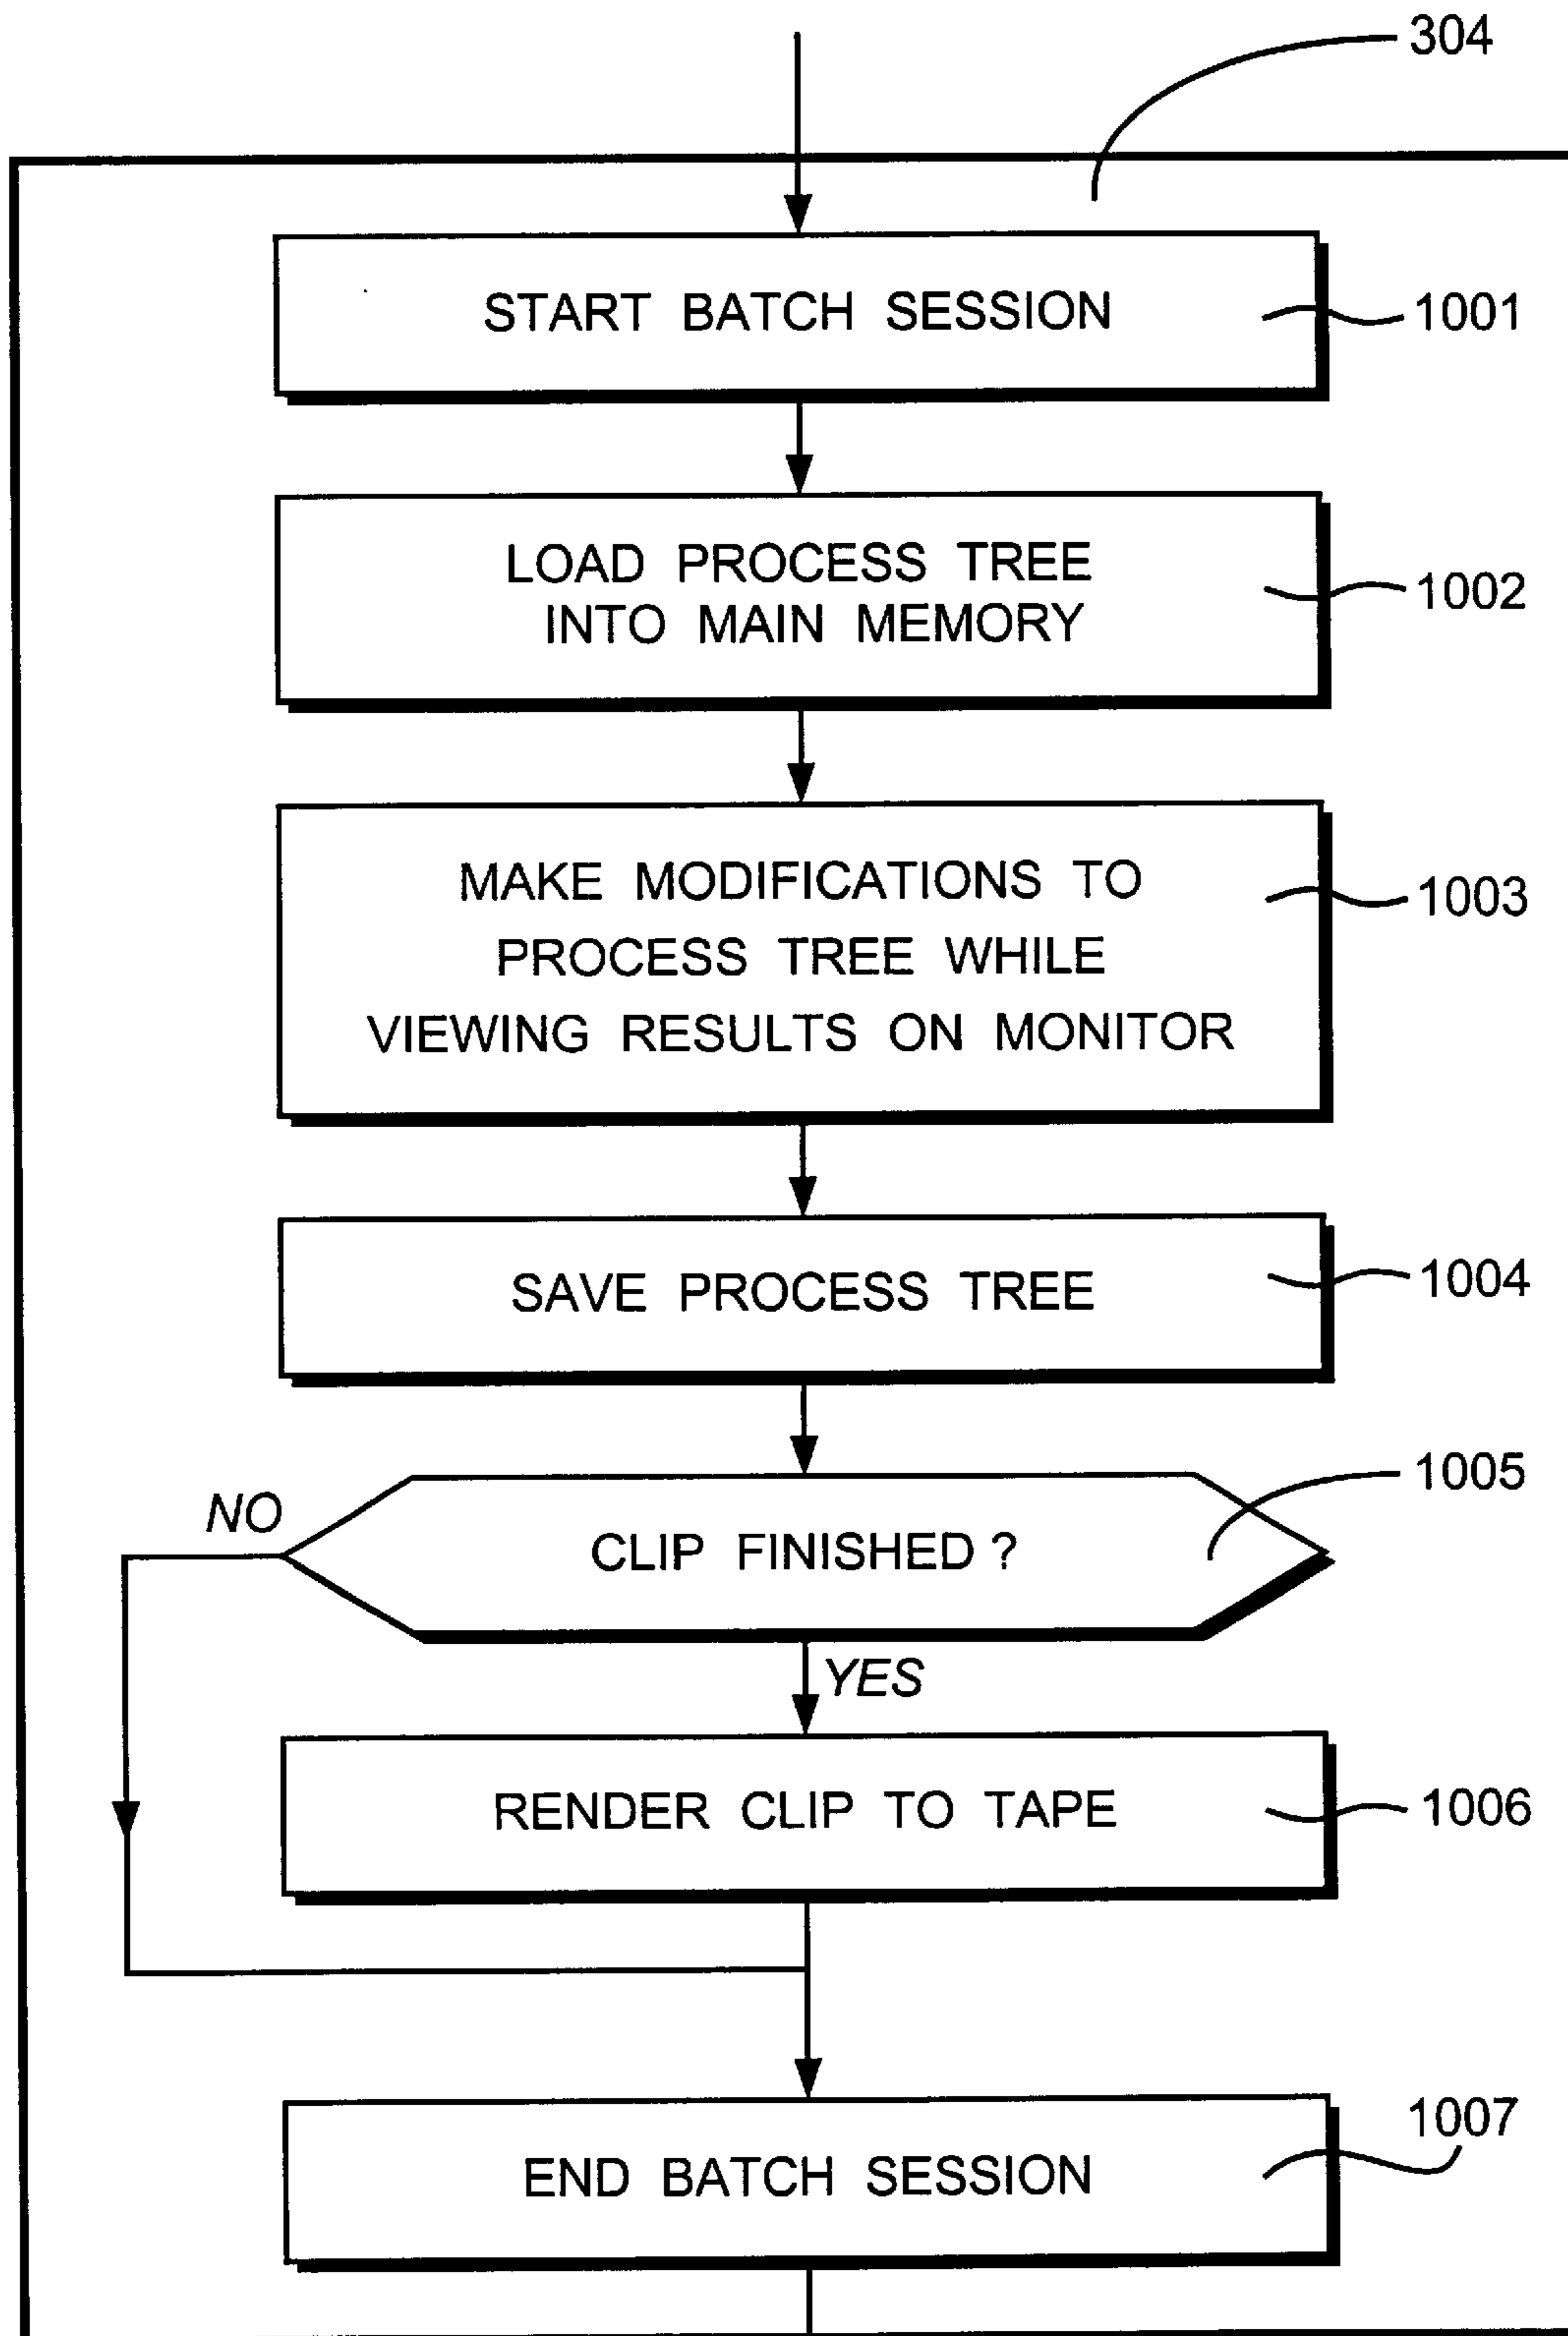 304
START BATCH SESSION
1001
LOAD PROCESS TREE
INTO MAIN MEMORY
1002
MAKE MODIFICATIONS TO
PROCESS TREE WHILE
VIEWING RESULTS ON MONITOR
1003
SAVE PROCESS TREE
1004
CLIP FINISHED ?
1005
NO
YES
RENDER CLIP TO TAPE
1006
END BATCH SESSION
1007